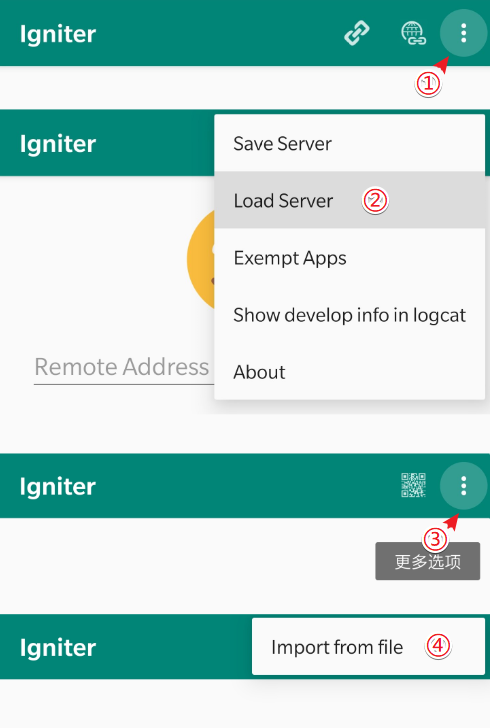 Igniter
①
Igniter
Save Server
Load Server ②
Exempt Apps
Show develop info in logcat
About
Remote Address
Igniter
③
更多选项
Igniter
Import from file ④